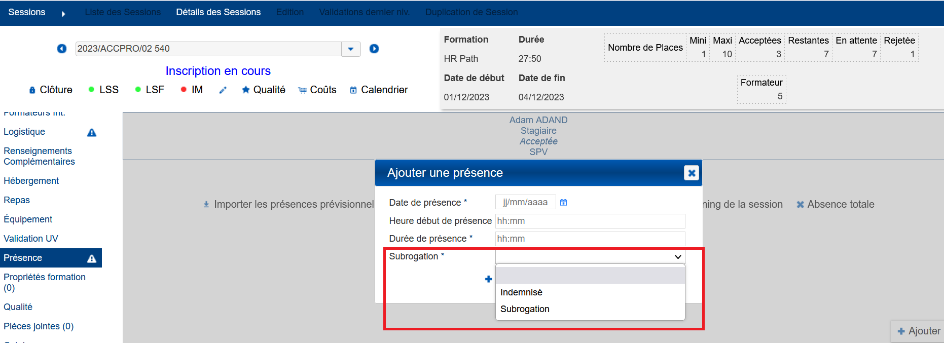 Sessions Liste des Sessions Détails des Sessions Edition Validations dernier niv. Duplication de Session
2023/ACCPRO/02 540
Inscription en cours
Clôture LSS LSF IM Qualité Coûts Calendrier
Formation Durée
HR Path 27:50
Date de début Date de fin
01/12/2023 04/12/2023
Nombre de Places
Mini Maxi Acceptées Restantes En attente Rejetée
1 10 3 7 7 1
Formateur
5
Formateurs Int.
Logistique
Renseignements
Complémentaires
Hébergement
Repas
Équipement
Validation UV
Présence
Propriétés formation
(0)
Qualité
Pièces jointes (0)
Adam ADAND
Stagiaire
Acceptée
SPV
Importer les présences prévisionnel
ning de la session Absence totale
Ajouter une présence
Date de présence * jj/mm/aaaa
Heure début de présence hh:mm
Durée de présence * hh:mm
Subrogation *
Indemnisé
Subrogation
Ajouter